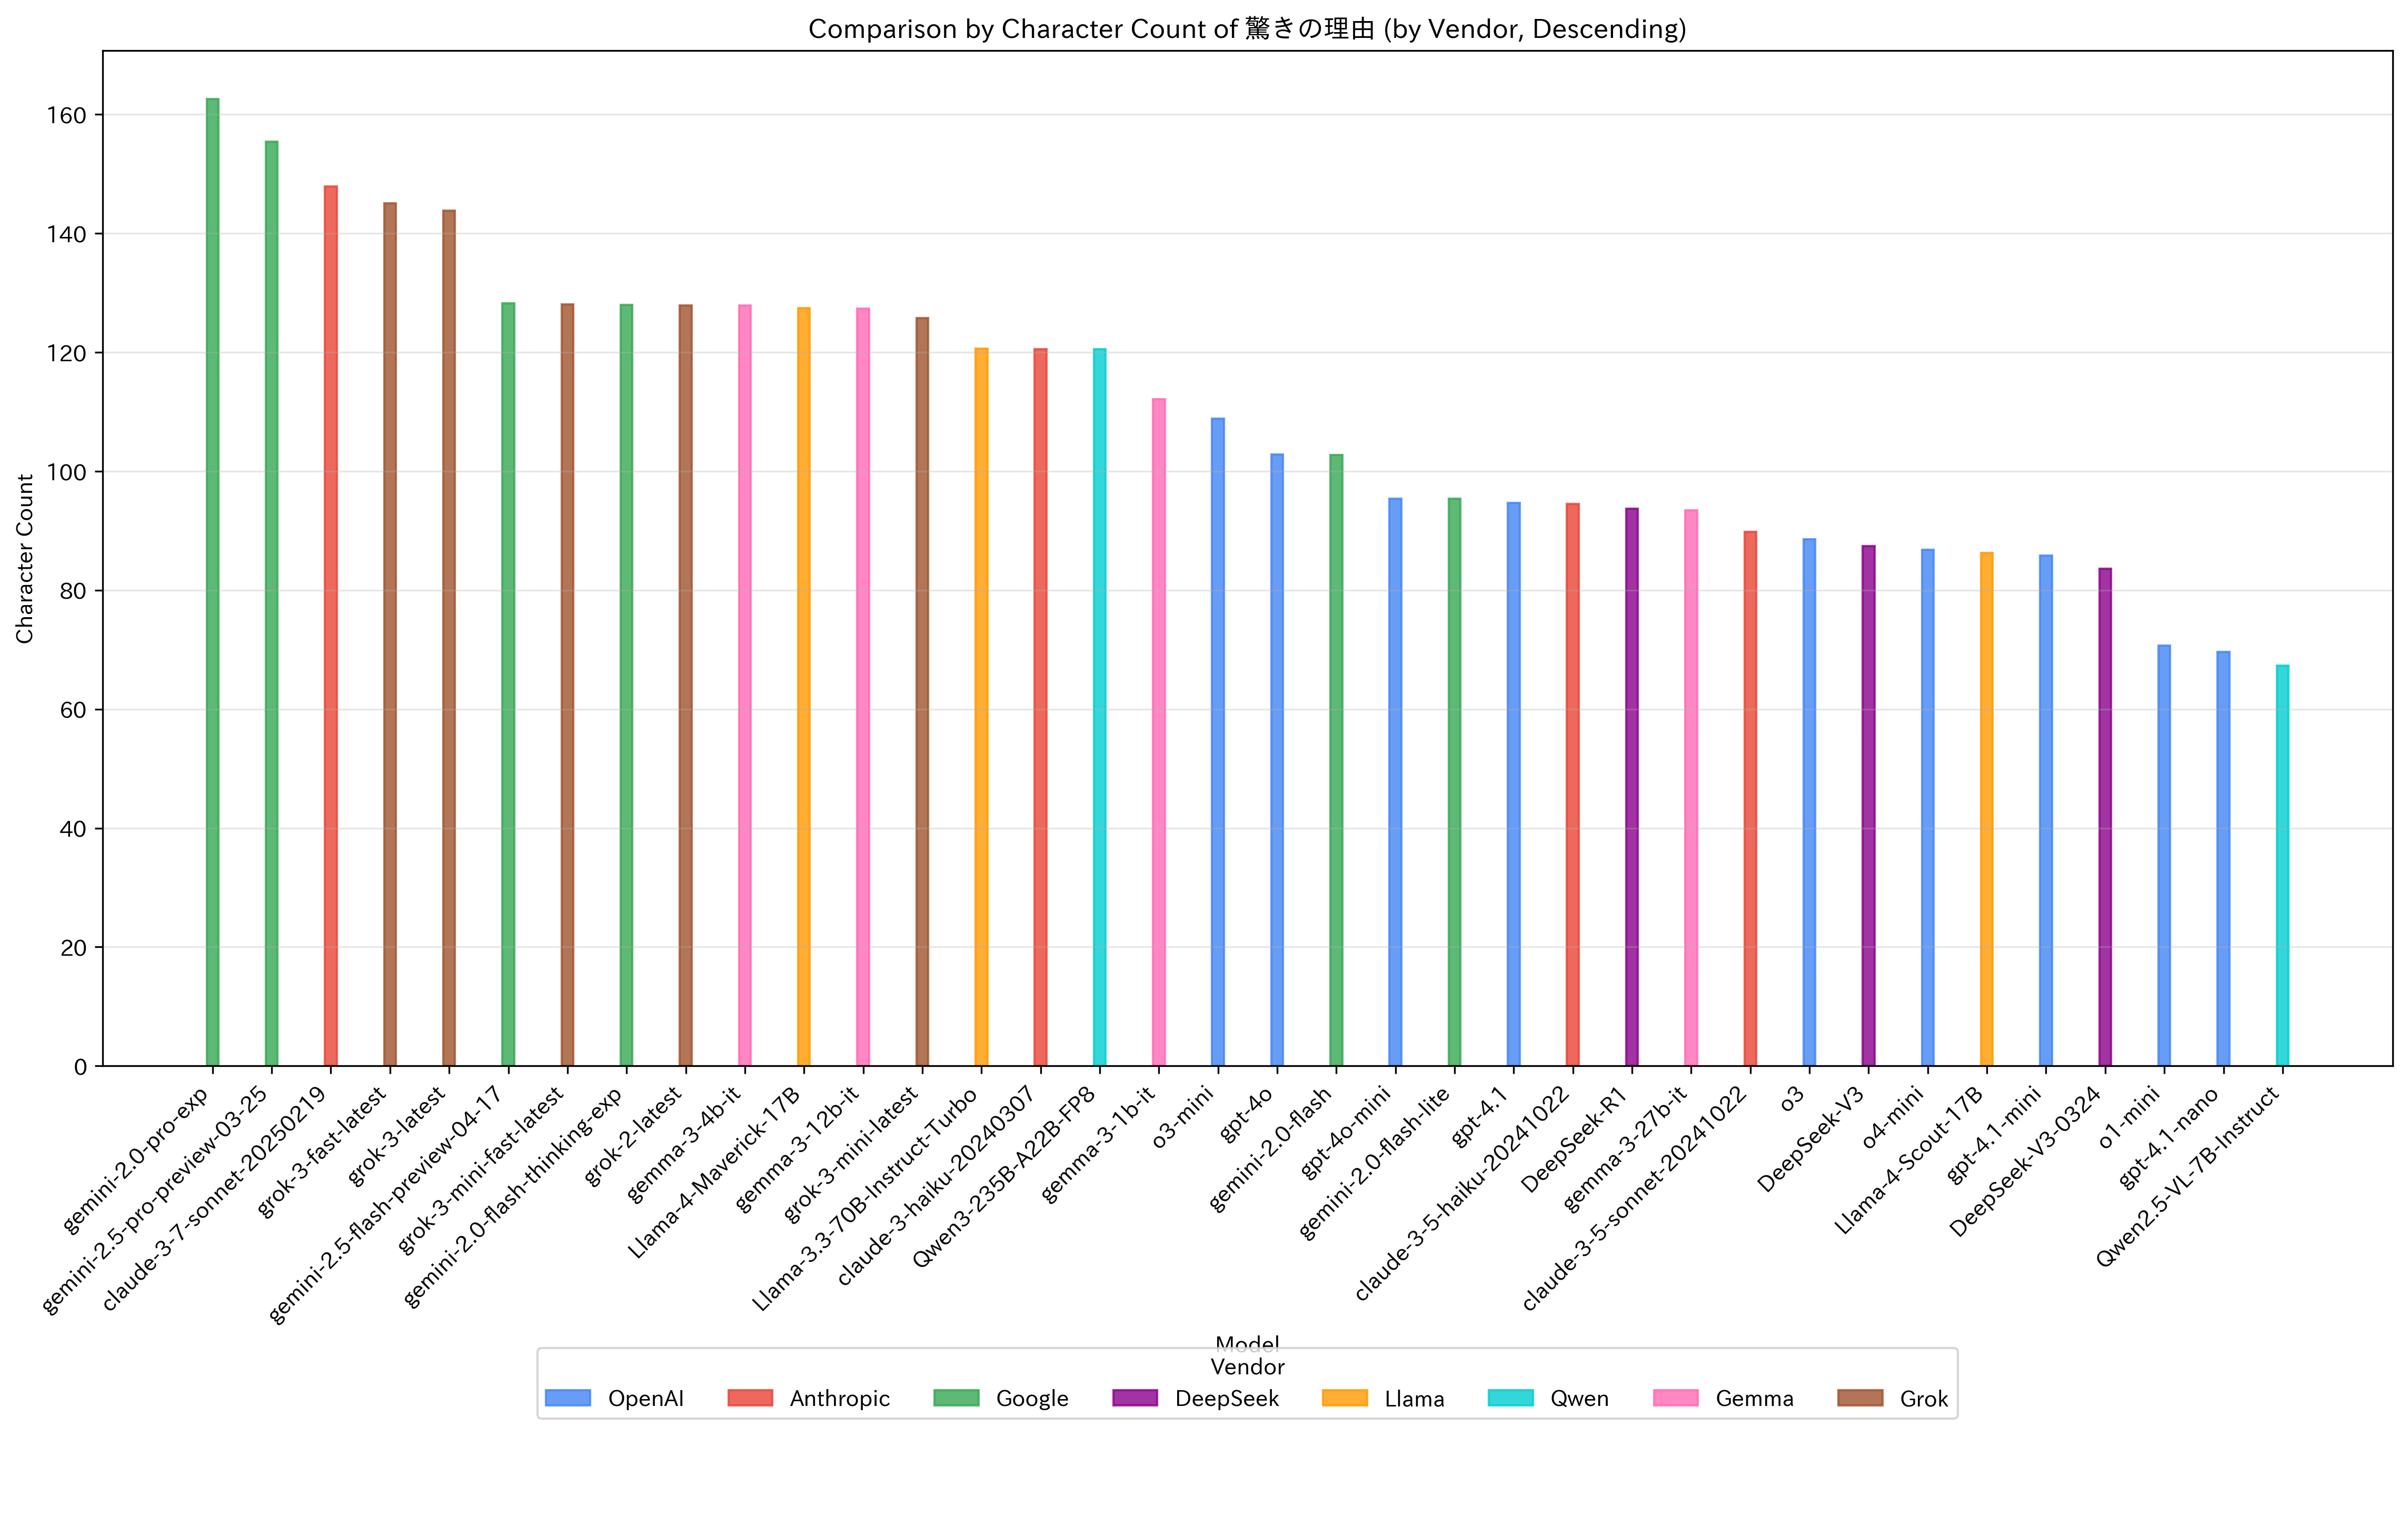 Comparison by Character Count of 驚きの理由 (by Vendor, Descending)
Character Count
160
140
120
100
80
60
40
20
0
gemini-2.0-pro-exp
gemini-2.5-pro-preview-03-25
claude-3-7-sonnet-20250219
grok-3-fast-latest
grok-3-latest
gemini-2.5-flash-preview-04-17
grok-3-mini-fast-latest
gemini-2.0-flash-thinking-exp
grok-2-latest
gemma-3-4b-it
Llama-4-Maverick-17B
gemma-3-12b-it
grok-3-mini-latest
Llama-3.3-70B-Instruct-Turbo
claude-3-haiku-20240307
Qwen3-235B-A22B-FP8
gemma-3-1b-it
o3-mini
gpt-4o
gemini-2.0-flash
gpt-4o-mini
gemini-2.0-flash-lite
gpt-4.1
claude-3-5-haiku-20241022
DeepSeek-R1
gemma-3-27b-it
claude-3-5-sonnet-20241022
o3
DeepSeek-V3
o4-mini
Llama-4-Scout-17B
gpt-4.1-mini
DeepSeek-V3-0324
o1-mini
gpt-4.1-nano
Qwen2.5-VL-7B-Instruct
Model
Vendor
OpenAI Anthropic Google DeepSeek Llama Qwen Gemma Grok